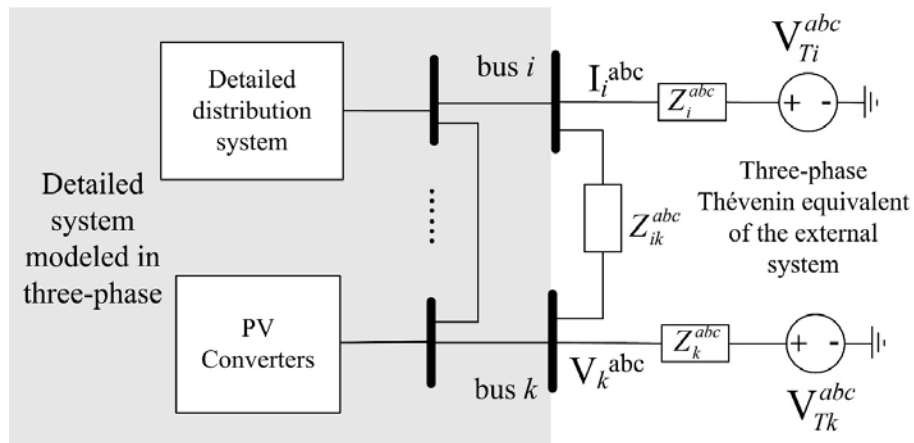 Detailed
distribution
system
Detailed
system
modeled in
three-phase
PV
Converters
bus i
I_i^abc
Z_i^abc
V_Ti^abc
+ -
Z_ik^abc
Three-phase
Thévenin equivalent
of the external
system
bus k
V_k^abc
Z_k^abc
+ -
V_Tk^abc